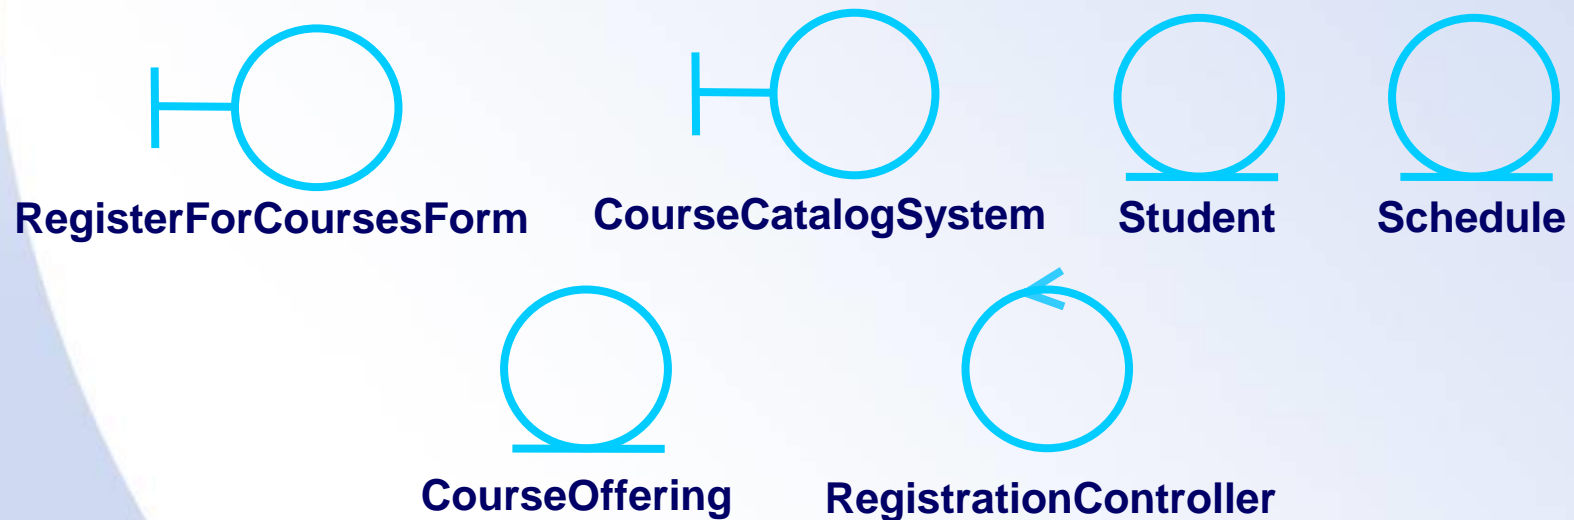 RegisterForCoursesForm
CourseCatalogSystem
Student
Schedule
CourseOffering
RegistrationController